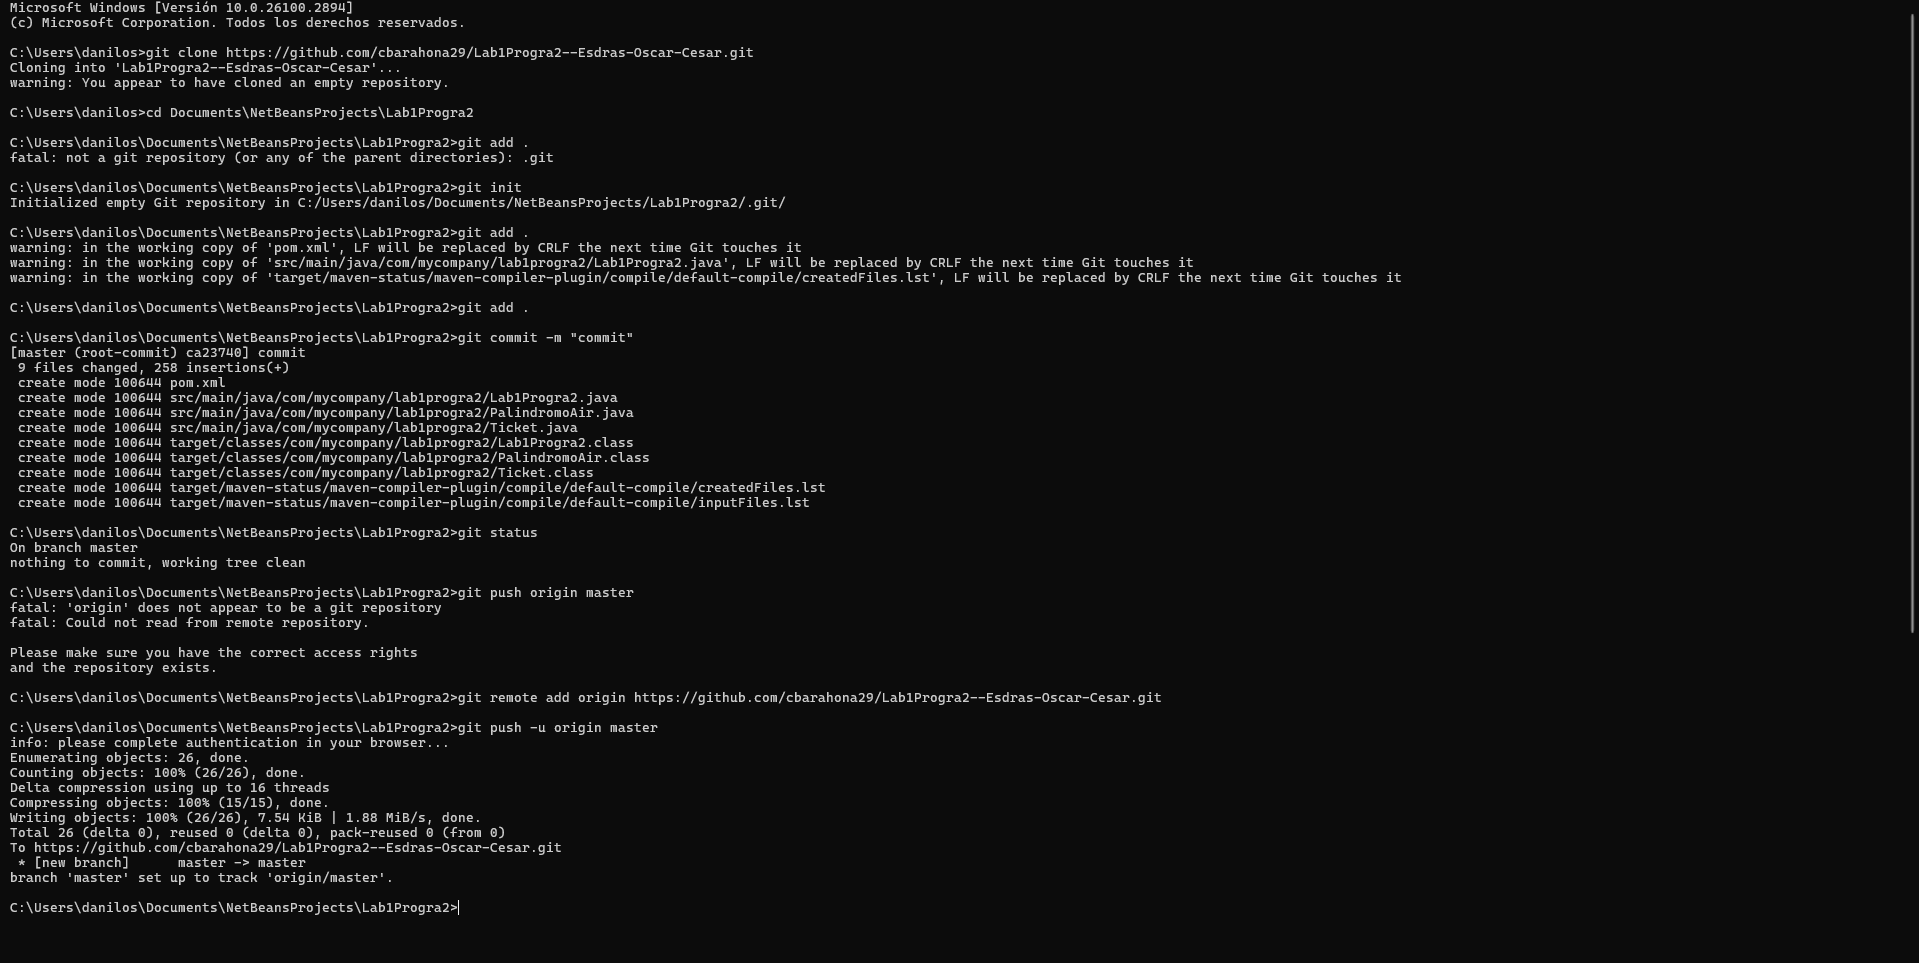 Microsoft Windows [Versión 10.0.26100.2894]
(c) Microsoft Corporation. Todos los derechos reservados.
C:\Users\danilos>git clone https://github.com/cbarahona29/Lab1Progra2--Esdras-Oscar-Cesar.git
Cloning into 'Lab1Progra2--Esdras-Oscar-Cesar'...
warning: You appear to have cloned an empty repository.
C:\Users\danilos>cd Documents\NetBeansProjects\Lab1Progra2
C:\Users\danilos\Documents\NetBeansProjects\Lab1Progra2>git add .
fatal: not a git repository (or any of the parent directories): .git
C:\Users\danilos\Documents\NetBeansProjects\Lab1Progra2>git init
Initialized empty Git repository in C:/Users/danilos/Documents/NetBeansProjects/Lab1Progra2/.git/
C:\Users\danilos\Documents\NetBeansProjects\Lab1Progra2>git add .
warning: in the working copy of 'pom.xml', LF will be replaced by CRLF the next time Git touches it
warning: in the working copy of 'src/main/java/com/mycompany/lab1progra2/Lab1Progra2.java', LF will be replaced by CRLF the next time Git touches it
warning: in the working copy of 'target/maven-status/maven-compiler-plugin/compile/default-compile/createdFiles.lst', LF will be replaced by CRLF the next time Git touches it
C:\Users\danilos\Documents\NetBeansProjects\Lab1Progra2>git add .
C:\Users\danilos\Documents\NetBeansProjects\Lab1Progra2>git commit -m "commit"
[master (root-commit) ca23740] commit
 9 files changed, 258 insertions(+)
 create mode 100644 pom.xml
 create mode 100644 src/main/java/com/mycompany/lab1progra2/Lab1Progra2.java
 create mode 100644 src/main/java/com/mycompany/lab1progra2/PalindromoAir.java
 create mode 100644 src/main/java/com/mycompany/lab1progra2/Ticket.java
 create mode 100644 target/classes/com/mycompany/lab1progra2/Lab1Progra2.class
 create mode 100644 target/classes/com/mycompany/lab1progra2/PalindromoAir.class
 create mode 100644 target/classes/com/mycompany/lab1progra2/Ticket.class
 create mode 100644 target/maven-status/maven-compiler-plugin/compile/default-compile/createdFiles.lst
 create mode 100644 target/maven-status/maven-compiler-plugin/compile/default-compile/inputFiles.lst
C:\Users\danilos\Documents\NetBeansProjects\Lab1Progra2>git status
On branch master
nothing to commit, working tree clean
C:\Users\danilos\Documents\NetBeansProjects\Lab1Progra2>git push origin master
fatal: 'origin' does not appear to be a git repository
fatal: Could not read from remote repository.
Please make sure you have the correct access rights
and the repository exists.
C:\Users\danilos\Documents\NetBeansProjects\Lab1Progra2>git remote add origin https://github.com/cbarahona29/Lab1Progra2--Esdras-Oscar-Cesar.git
C:\Users\danilos\Documents\NetBeansProjects\Lab1Progra2>git push -u origin master
info: please complete authentication in your browser...
Enumerating objects: 26, done.
Counting objects: 100% (26/26), done.
Delta compression using up to 16 threads
Compressing objects: 100% (15/15), done.
Writing objects: 100% (26/26), 7.54 KiB | 1.88 MiB/s, done.
Total 26 (delta 0), reused 0 (delta 0), pack-reused 0 (from 0)
To https://github.com/cbarahona29/Lab1Progra2--Esdras-Oscar-Cesar.git
 * [new branch]      master -> master
branch 'master' set up to track 'origin/master'.
C:\Users\danilos\Documents\NetBeansProjects\Lab1Progra2>